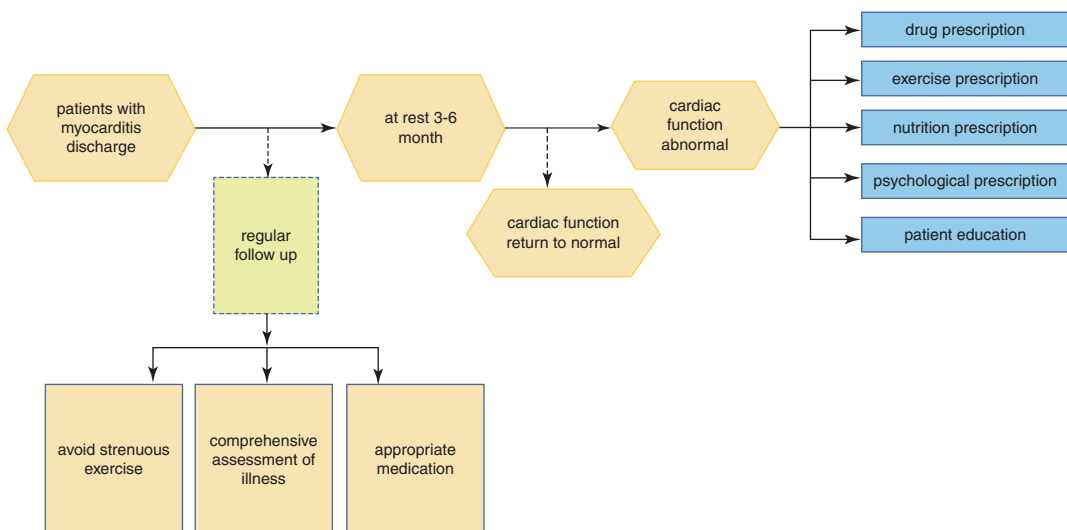 patients with
myocarditis
discharge
at rest 3-6
month
cardiac
function
abnormal
drug prescription
exercise prescription
nutrition prescription
psychological prescription
patient education
cardiac function
return to normal
regular
follow up
avoid strenuous
exercise
comprehensive
assessment of
illness
appropriate
medication